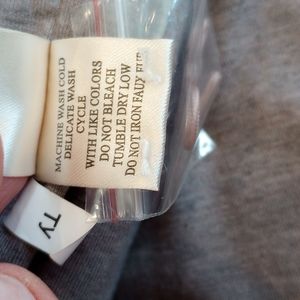 MACHINE WASH COLD
DELICATE WASH
CYCLE
WITH LIKE COLORS
DO NOT BLEACH
TUMBLE DRY LOW
DO NOT IRON FAUX FUR
TY